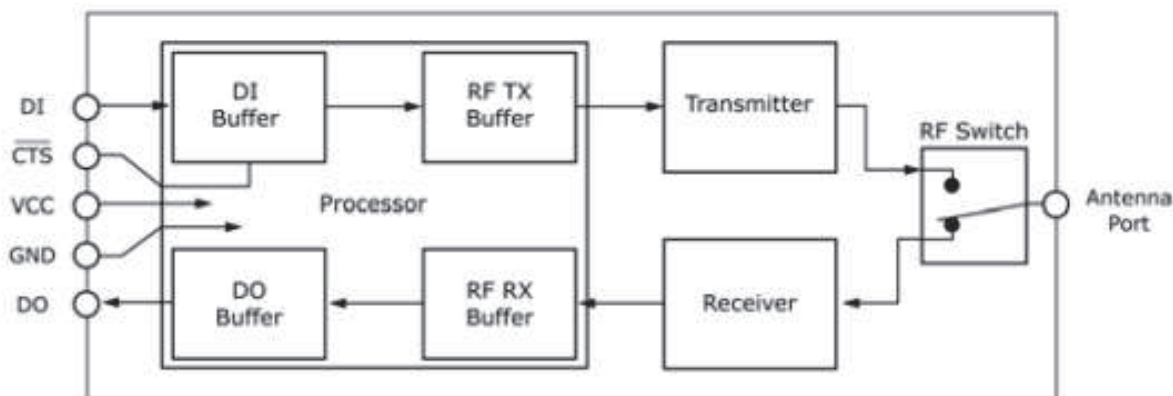 DI
CTS
VCC
GND
DO
DI
Buffer
RF TX
Buffer
Processor
DO
Buffer
RF RX
Buffer
Transmitter
Receiver
RF Switch
Antenna
Port